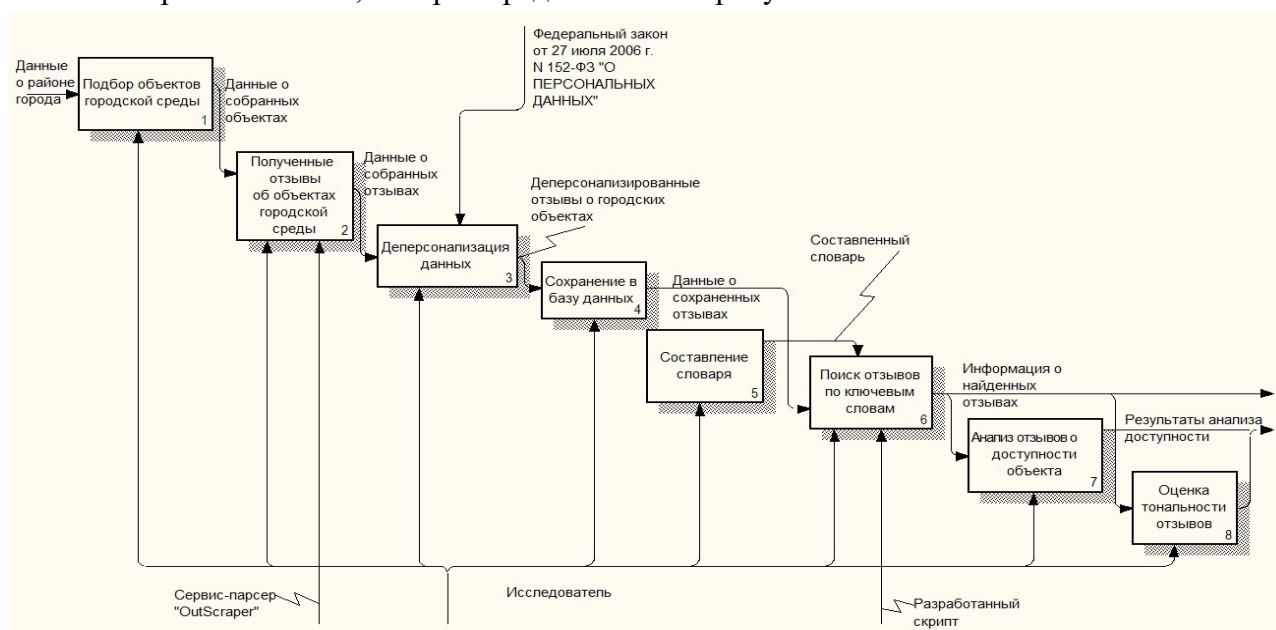 Данные
о районе
города
Подбор объектов
городской среды
1
Данные о
собранных
объектах
Федеральный закон
от 27 июля 2006 г.
N 152-ФЗ "О
ПЕРСОНАЛЬНЫХ
ДАННЫХ"
Полученные
отзывы
об объектах
городской
среды
2
Данные о
собранных
отзывах
Деперсонализация
данных
3
Деперсонализированные
отзывы о городских
объектах
Сохранение в
базу данных
4
Данные о
сохраненных
отзывах
Составление
словаря
5
Составленный
словарь
Поиск отзывов
по ключевым
словам
6
Информация о
найденных
отзывах
Анализ отзывов о
доступности
объекта
7
Результаты анализа
доступности
Оценка
тональности
отзывов
8
Сервис-парсер
"OutScraper"
Исследователь
Разработанный
скрипт